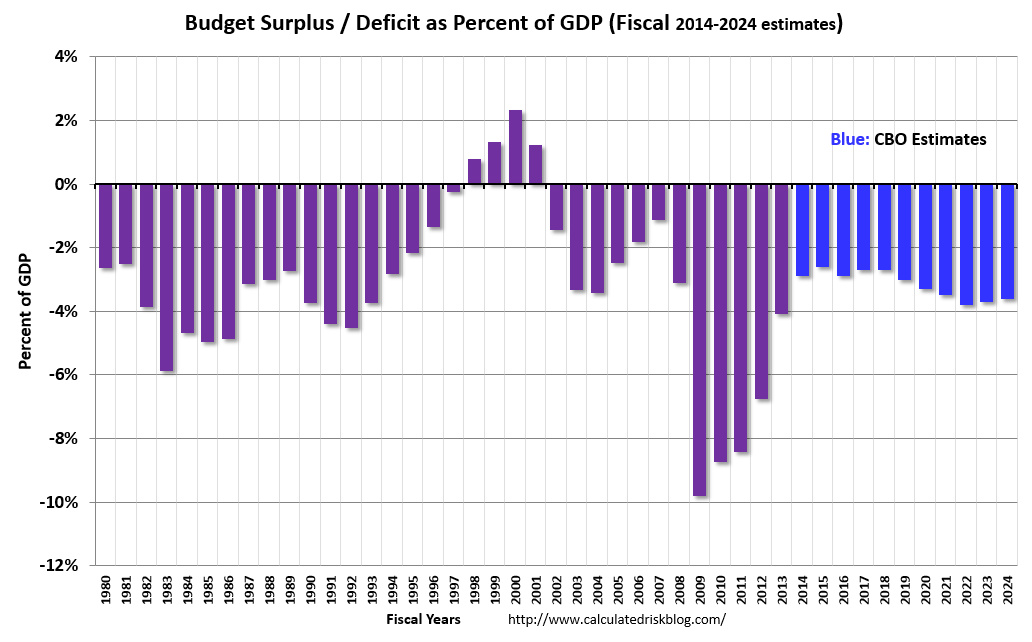 Budget Surplus / Deficit as Percent of GDP (Fiscal 2014-2024 estimates)
4%
2%
0%
-2%
-4%
-6%
-8%
-10%
-12%
Percent of GDP
Blue: CBO Estimates
1980 1981 1982 1983 1984 1985 1986 1987 1988 1989 1990 1991 1992 1993 1994 1995 1996 1997 1998 1999 2000 2001 2002 2003 2004 2005 2006 2007 2008 2009 2010 2011 2012 2013 2014 2015 2016 2017 2018 2019 2020 2021 2022 2023 2024
Fiscal Years http://www.calculatedriskblog.com/